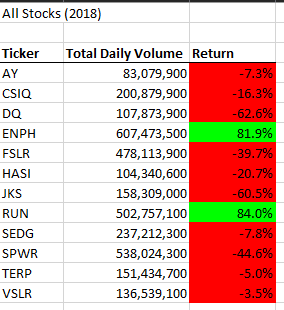 All Stocks (2018)
Ticker Total Daily Volume Return
AY 83,079,900 -7.3%
CSIQ 200,879,900 -16.3%
DQ 107,873,900 -62.6%
ENPH 607,473,500 81.9%
FSLR 478,113,900 -39.7%
HASI 104,340,600 -20.7%
JKS 158,309,000 -60.5%
RUN 502,757,100 84.0%
SEDG 237,212,300 -7.8%
SPWR 538,024,300 -44.6%
TERP 151,434,700 -5.0%
VSLR 136,539,100 -3.5%